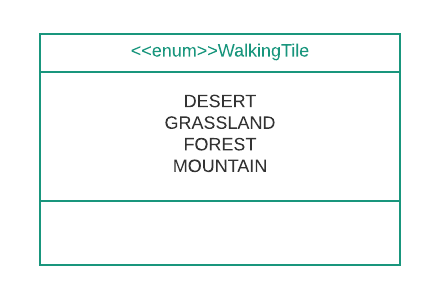 <<enum>>WalkingTile
DESERT
GRASSLAND
FOREST
MOUNTAIN